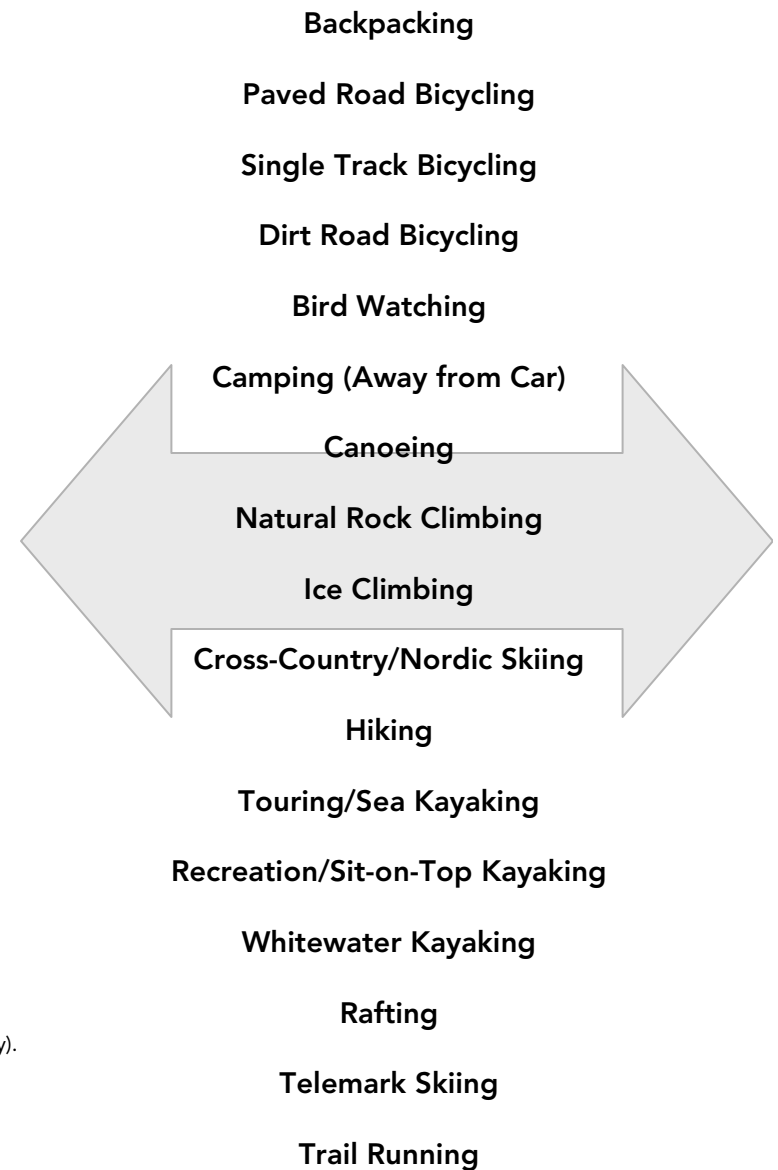 Backpacking
Paved Road Bicycling
Single Track Bicycling
Dirt Road Bicycling
Bird Watching
Camping (Away from Car)
Canoeing
Natural Rock Climbing
Ice Climbing
Cross-Country/Nordic Skiing
Hiking
Touring/Sea Kayaking
Recreation/Sit-on-Top Kayaking
Whitewater Kayaking
Rafting
y).
Telemark Skiing
Trail Running